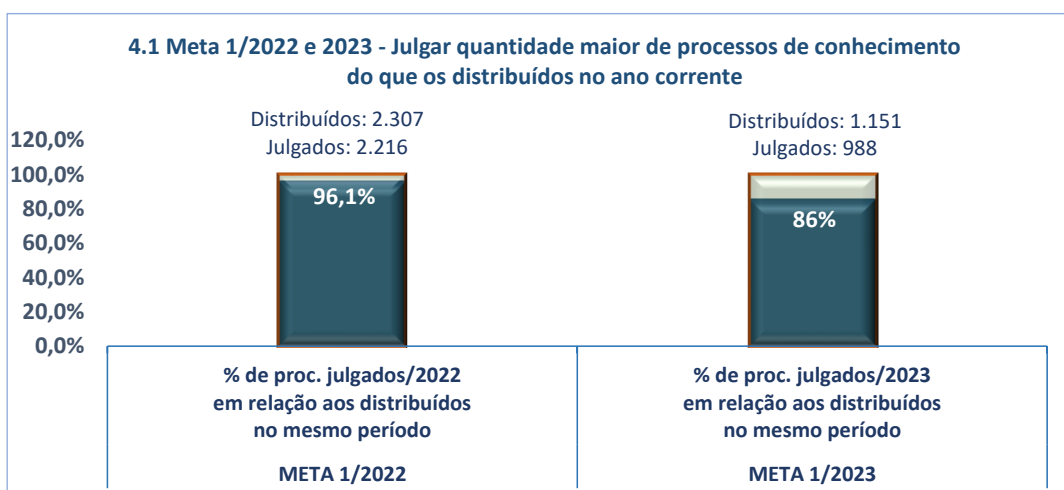 4.1 Meta 1/2022 e 2023 - Julgar quantidade maior de processos de conhecimento
do que os distribuídos no ano corrente
Distribuídos: 2.307
Julgados: 2.216
Distribuídos: 1.151
Julgados: 988
120,0%
100,0%
80,0%
60,0%
40,0%
20,0%
0,0%
96,1%
86%
% de proc. julgados/2022
em relação aos distribuídos
no mesmo período
META 1/2022
% de proc. julgados/2023
em relação aos distribuídos
no mesmo período
META 1/2023